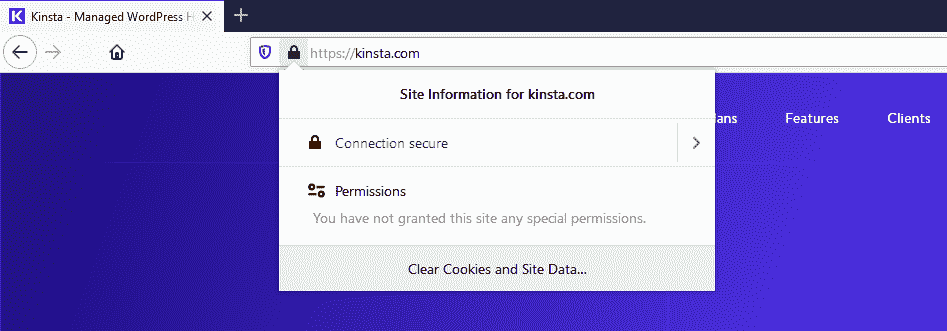 Kinsta - Managed WordPress H
https://kinsta.com
Site Information for kinsta.com
lans Features Clients
Connection secure
Permissions
You have not granted this site any special permissions.
Clear Cookies and Site Data...